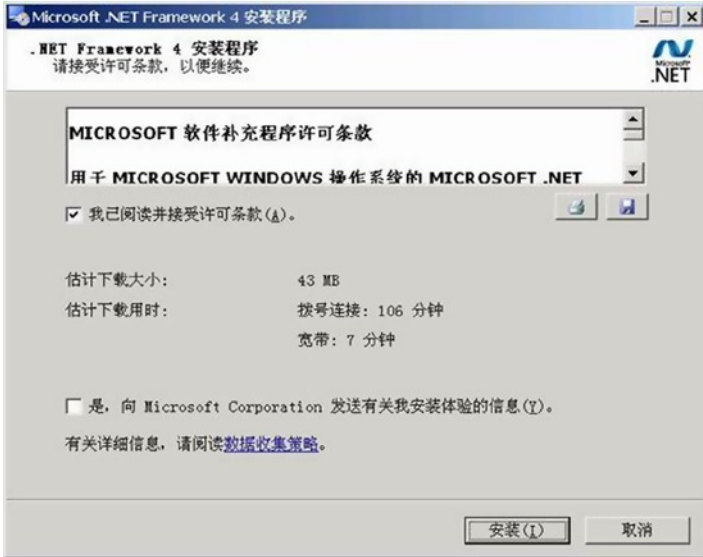 Microsoft .NET Framework 4 安装程序
.NET Framework 4 安装程序
请接受许可条款，以便继续。
Microsoft
.NET
MICROSOFT 软件补充程序许可条款
用于 MICROSOFT WINDOWS 操作系统的 MICROSOFT .NET
我已阅读并接受许可条款(A)。
估计下载大小: 43 MB
估计下载用时: 拨号连接: 106 分钟
宽带: 7 分钟
是，向 Microsoft Corporation 发送有关我安装体验的信息(Y)。
有关详细信息，请阅读数据收集策略。
安装(I) 取消